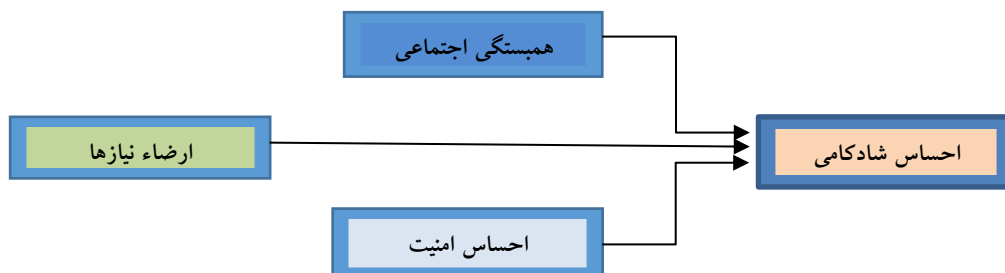 همبستگی اجتماعی
ارضاء نیازها
احساس شادکامی
احساس امنیت